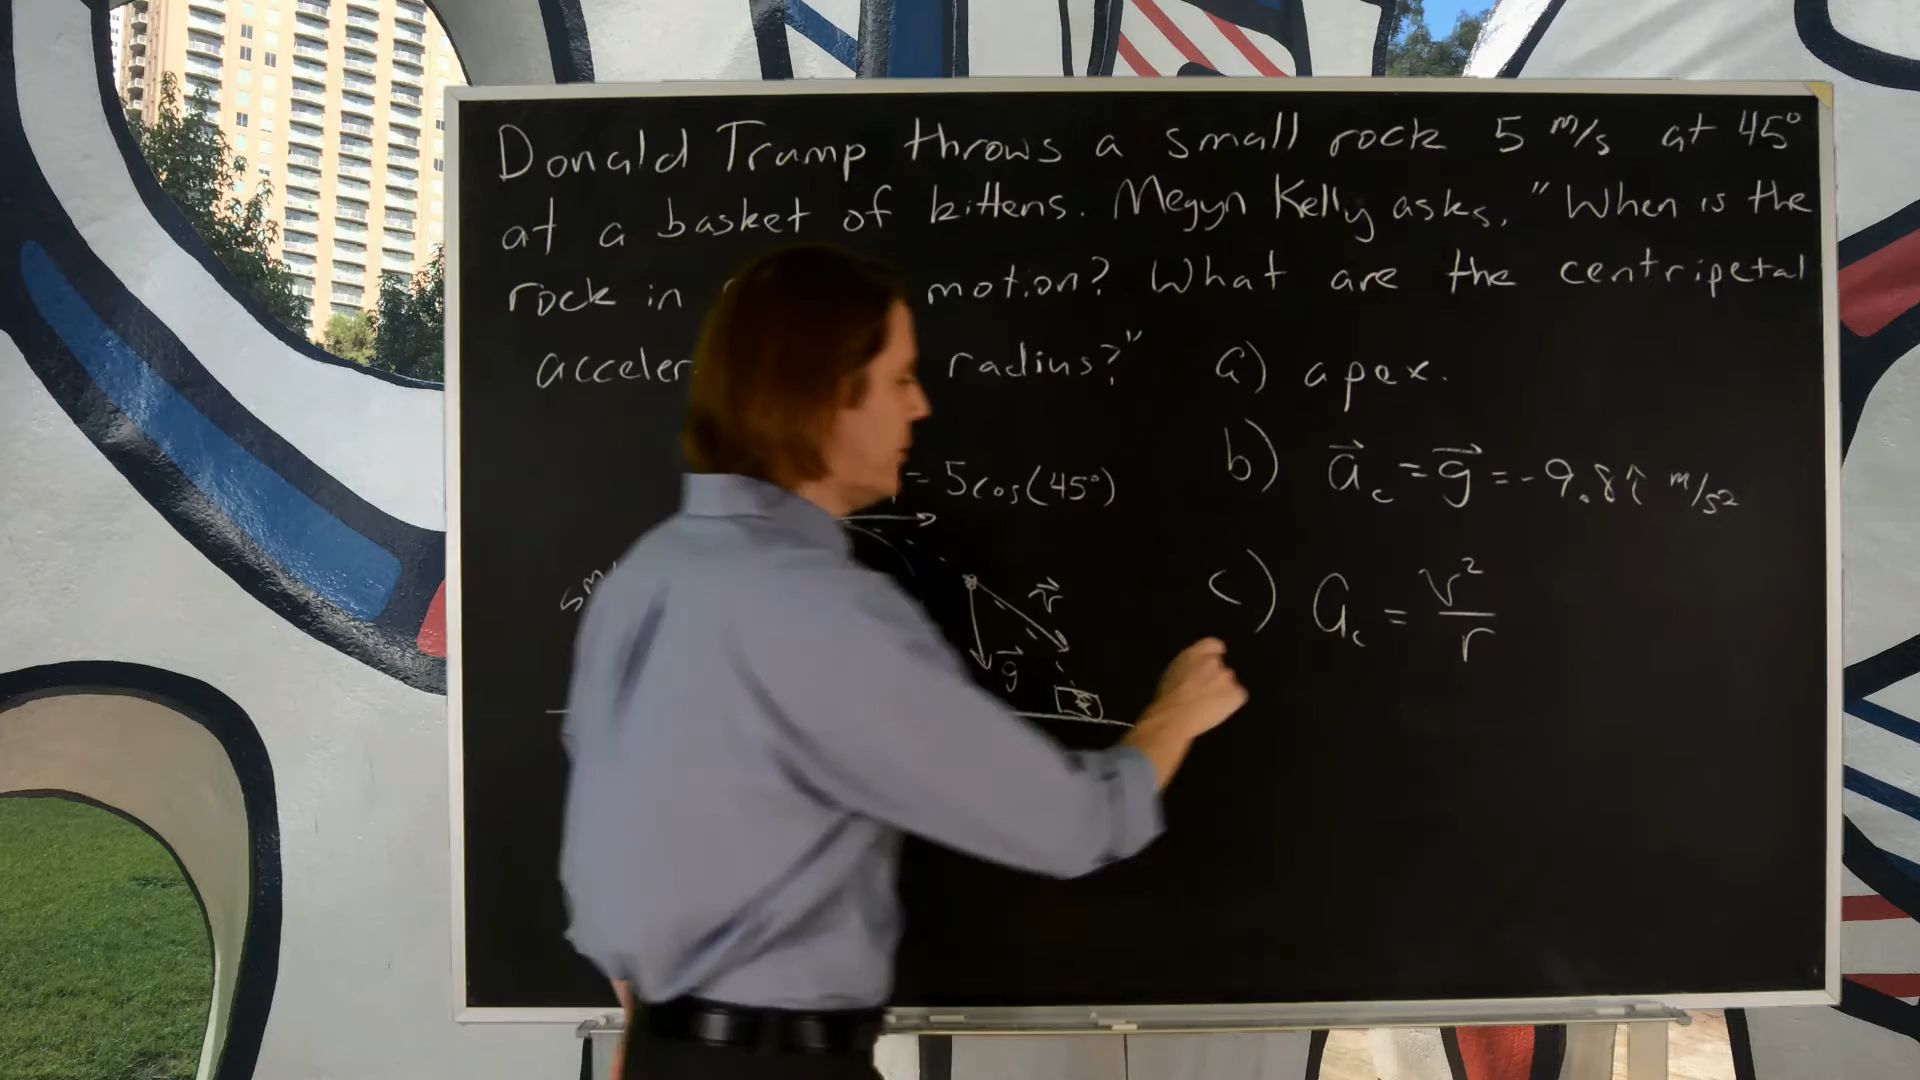 Donald Trump throws a small rock 5 m/s at 45°
at a basket of kittens. Megyn Kelly asks, "When is the
rock in motion? What are the centripetal
radius?"
a) apex.
b) a⃗c = g⃗ = -9.8 ĵ m/s²
= 5cos(45°)
c) ac = v²/r
v⃗
g⃗